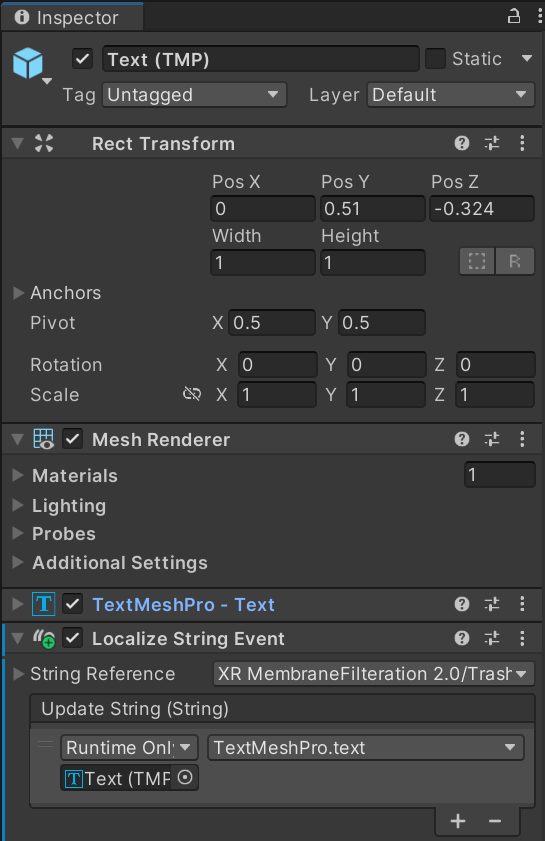 Inspector
Text (TMP)
Static
Tag Untagged Layer Default
Rect Transform
Pos X Pos Y Pos Z
0 0.51 -0.324
Width Height
1 1
R
Anchors
Pivot X 0.5 Y 0.5
Rotation X 0 Y 0 Z 0
Scale X 1 Y 1 Z 1
Mesh Renderer
Materials 1
Lighting
Probes
Additional Settings
TextMeshPro - Text
Localize String Event
String Reference XR MembraneFilteration 2.0/Trash
Update String (String)
Runtime Only TextMeshPro.text
Text (TMP